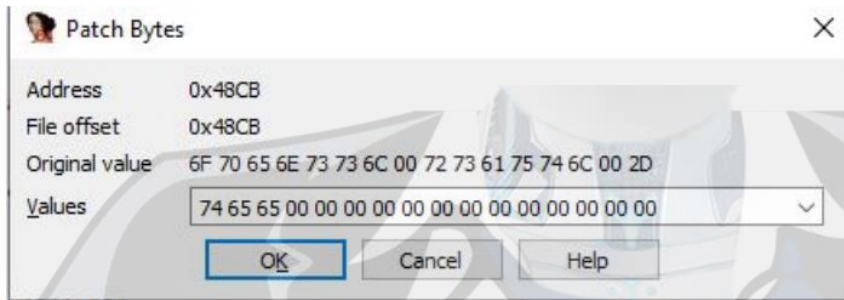 Patch Bytes
Address 0x48CB
File offset 0x48CB
Original value 6F 70 65 6E 73 73 6C 00 72 73 61 75 74 6C 00 2D
Values 74 65 65 00 00 00 00 00 00 00 00 00 00 00 00 00
OK Cancel Help